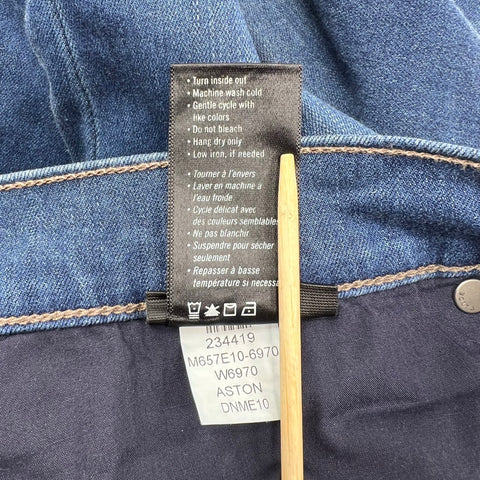 • Turn inside out
• Machine wash cold
• Gentle cycle with
like colors
• Do not bleach
• Hang dry only
• Low iron, if needed
• Tourner à l'envers
• Laver en machine à
l'eau froide
• Cycle délicat avec
des couleurs semblables
• Ne pas blanchir
• Suspendre pour sécher
seulement
• Repasser à basse
température si necessa
234419
M657E10-6970
W6970
ASTON
DNME10